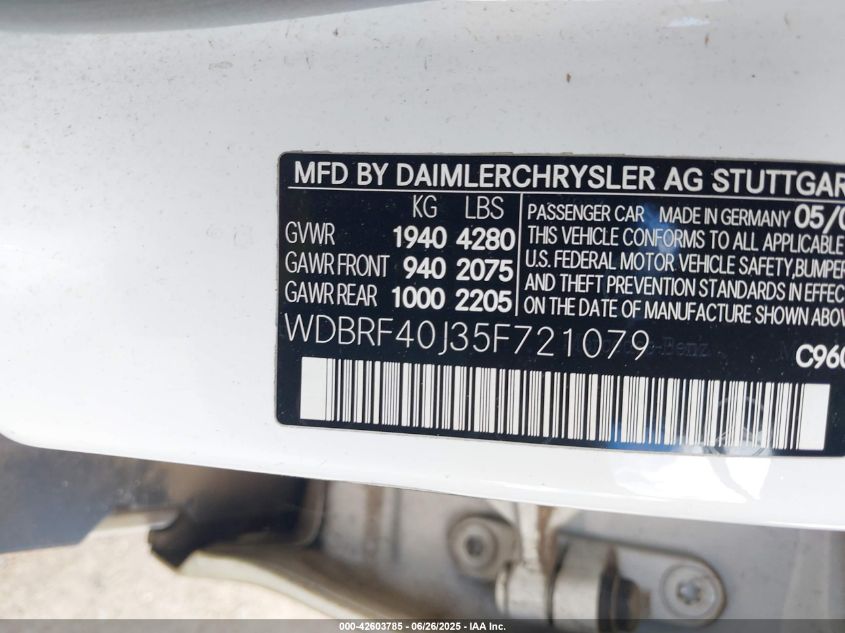 MFD BY DAIMLERCHRYSLER AG STUTTGAR
KG LBS
GVWR 1940 4280
GAWR FRONT 940 2075
GAWR REAR 1000 2205
PASSENGER CAR MADE IN GERMANY 05/0
THIS VEHICLE CONFORMS TO ALL APPLICABLE
U.S. FEDERAL MOTOR VEHICLE SAFETY,BUMPER
AND THEFT PREVENTION STANDARDS IN EFFEC
ON THE DATE OF MANUFACTURE SHOWN ABOV
WDBRF40J35F721079
C960
000-42603785 - 06/26/2025 - IAA Inc.